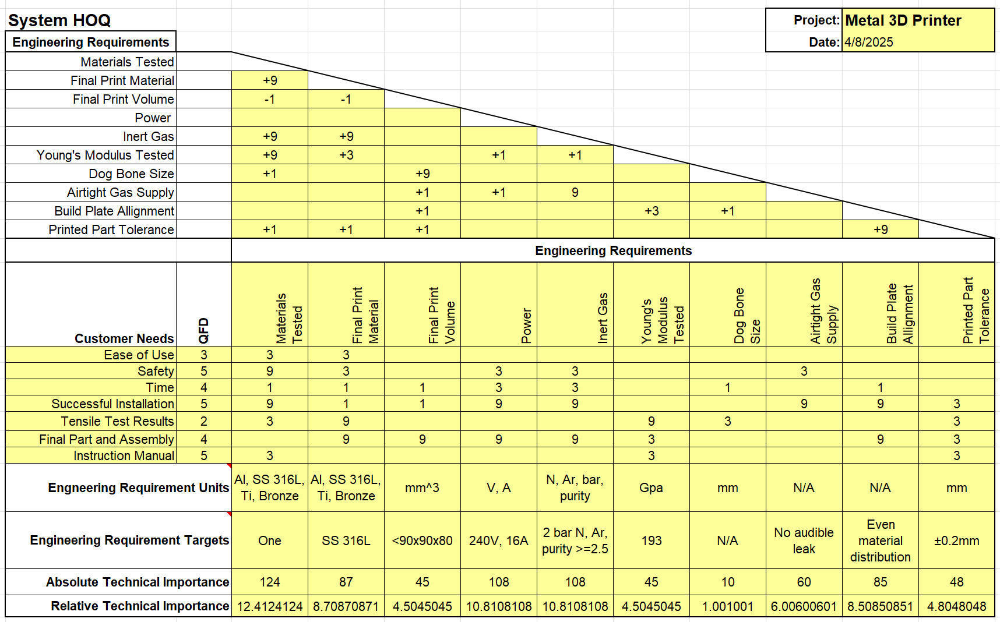 System HOQ
Project: Metal 3D Printer
Engineering Requirements
Date: 4/8/2025
Materials Tested
Final Print Material +9
Final Print Volume -1 -1
Power
Inert Gas +9 +9
Young's Modulus Tested +9 +3 +1 +1
Dog Bone Size +1 +9
Airtight Gas Supply +1 +1 9
Build Plate Allignment +1 +3 +1
Printed Part Tolerance +1 +1 +1 +9
Engineering Requirements
Customer Needs
QFD
Materials
Tested
Final Print
Material
Final Print
Volume
Power
Inert Gas
Young's
Modulus
Tested
Dog Bone
Size
Airtight Gas
Supply
Build Plate
Allignment
Printed Part
Tolerance
Ease of Use 3 3 3
Safety 5 9 3 3 3 3
Time 4 1 1 1 3 3 1 1
Successful Installation 5 9 1 1 9 9 9 9 3
Tensile Test Results 2 3 9 9 3 3
Final Part and Assembly 4 9 9 9 9 3 9 3
Instruction Manual 5 3 3 3
Engneering Requirement Units
Al, SS 316L,
Ti, Bronze
Al, SS 316L,
Ti, Bronze
mm^3
V, A
N, Ar, bar,
purity
Gpa
mm
N/A
N/A
mm
Engineering Requirement Targets
One
SS 316L
<90x90x80
240V, 16A
2 bar N, Ar,
purity >=2.5
193
N/A
No audible
leak
Even
material
distribution
±0.2mm
Absolute Technical Importance 124 87 45 108 108 45 10 60 85 48
Relative Technical Importance 12.4124124 8.70870871 4.5045045 10.8108108 10.8108108 4.5045045 1.001001 6.00600601 8.50850851 4.8048048